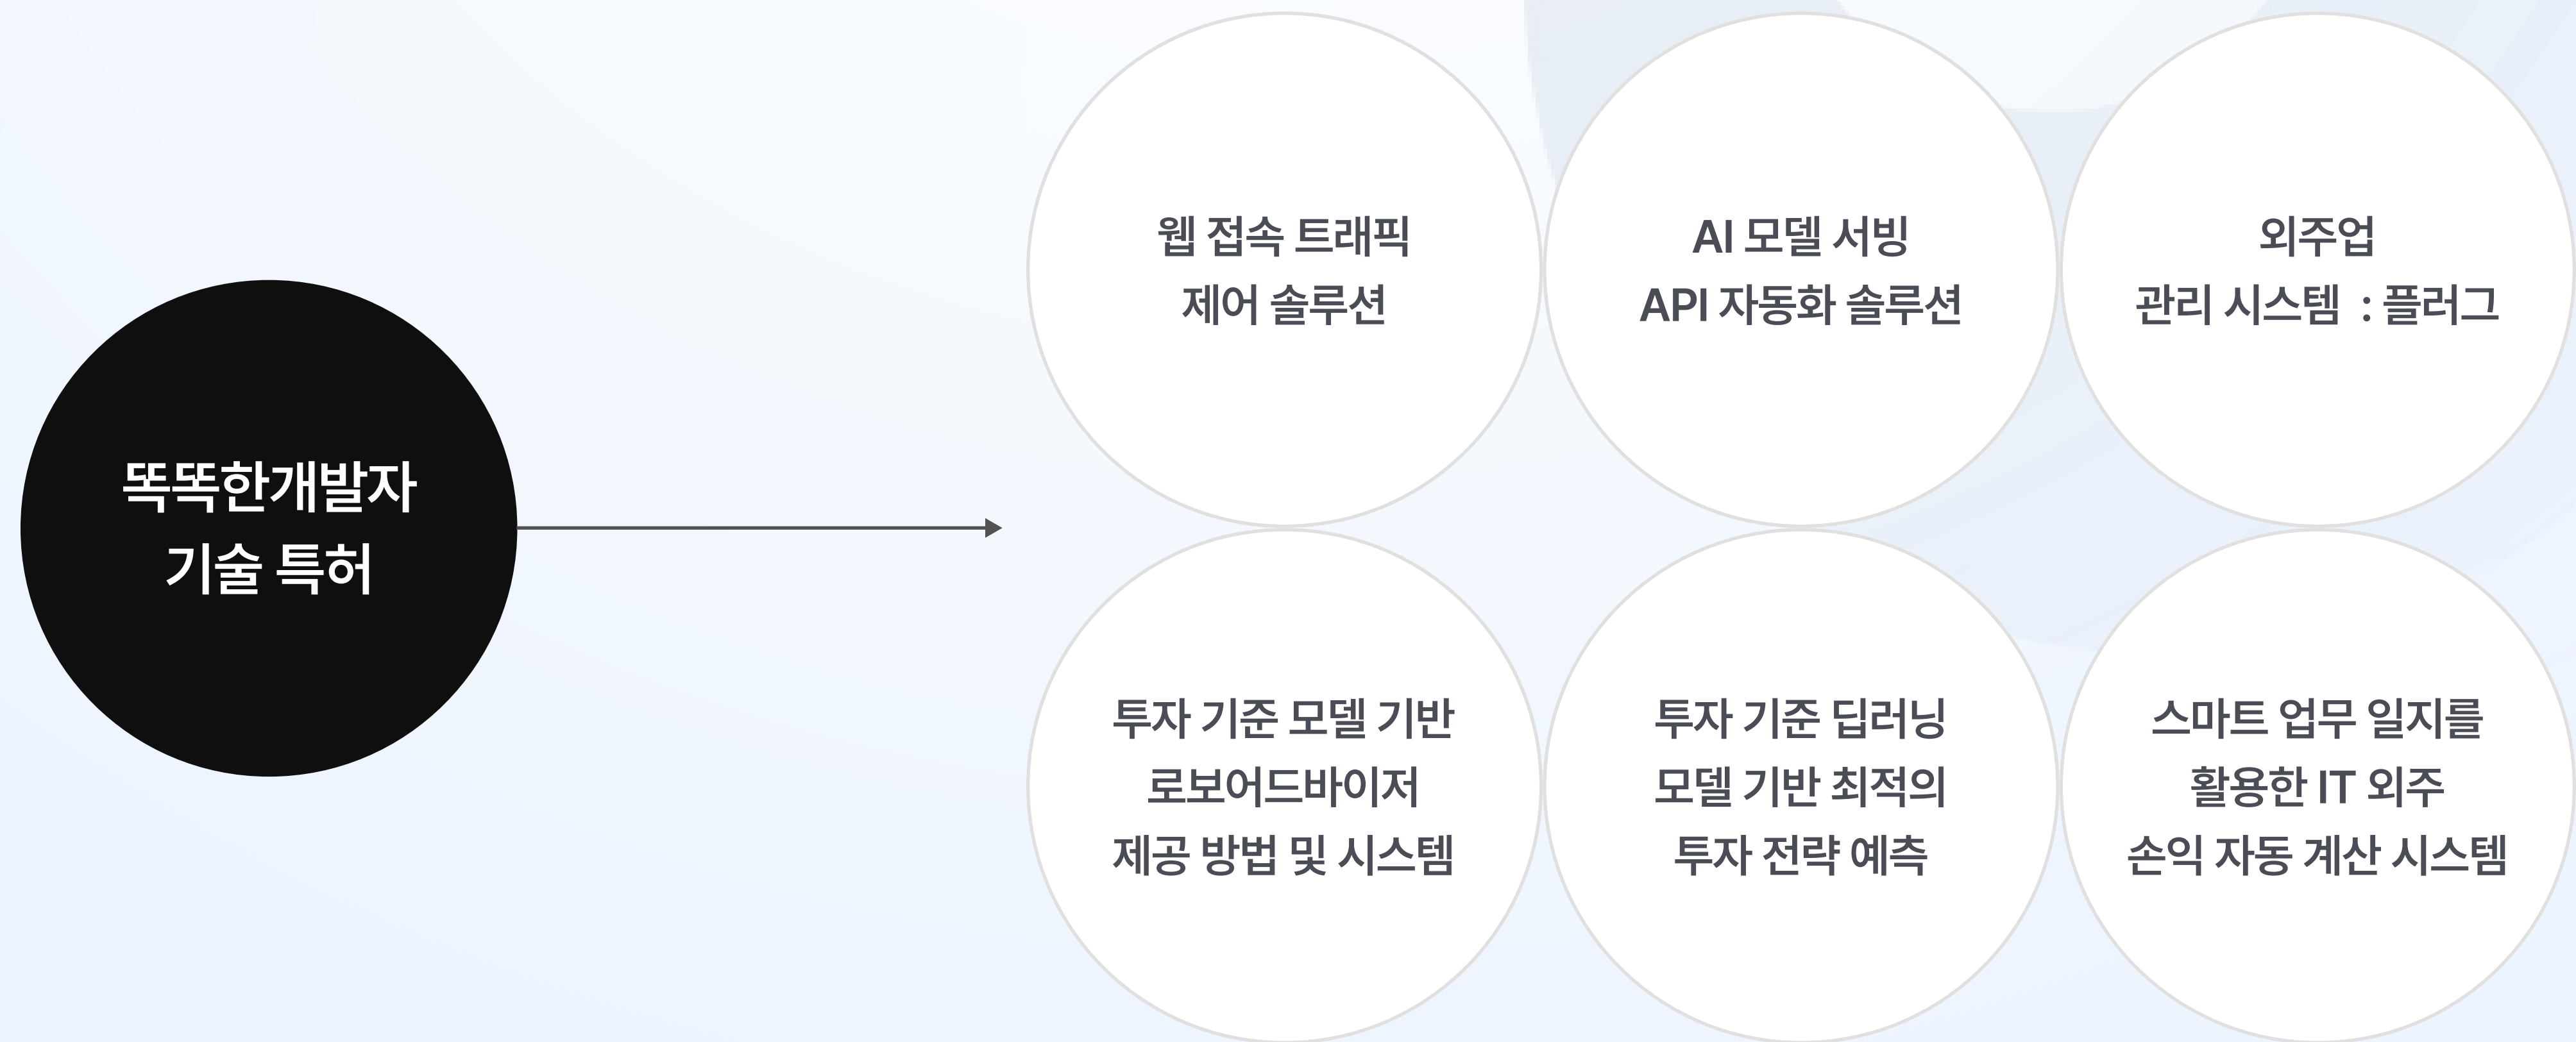 똑똑한개발자
기술 특허
웹 접속 트래픽
제어 솔루션
AI 모델 서빙
API 자동화 솔루션
외주업
관리 시스템 : 플러그
투자 기준 모델 기반
로보어드바이저
제공 방법 및 시스템
투자 기준 딥러닝
모델 기반 최적의
투자 전략 예측
스마트 업무 일지를
활용한 IT 외주
손익 자동 계산 시스템